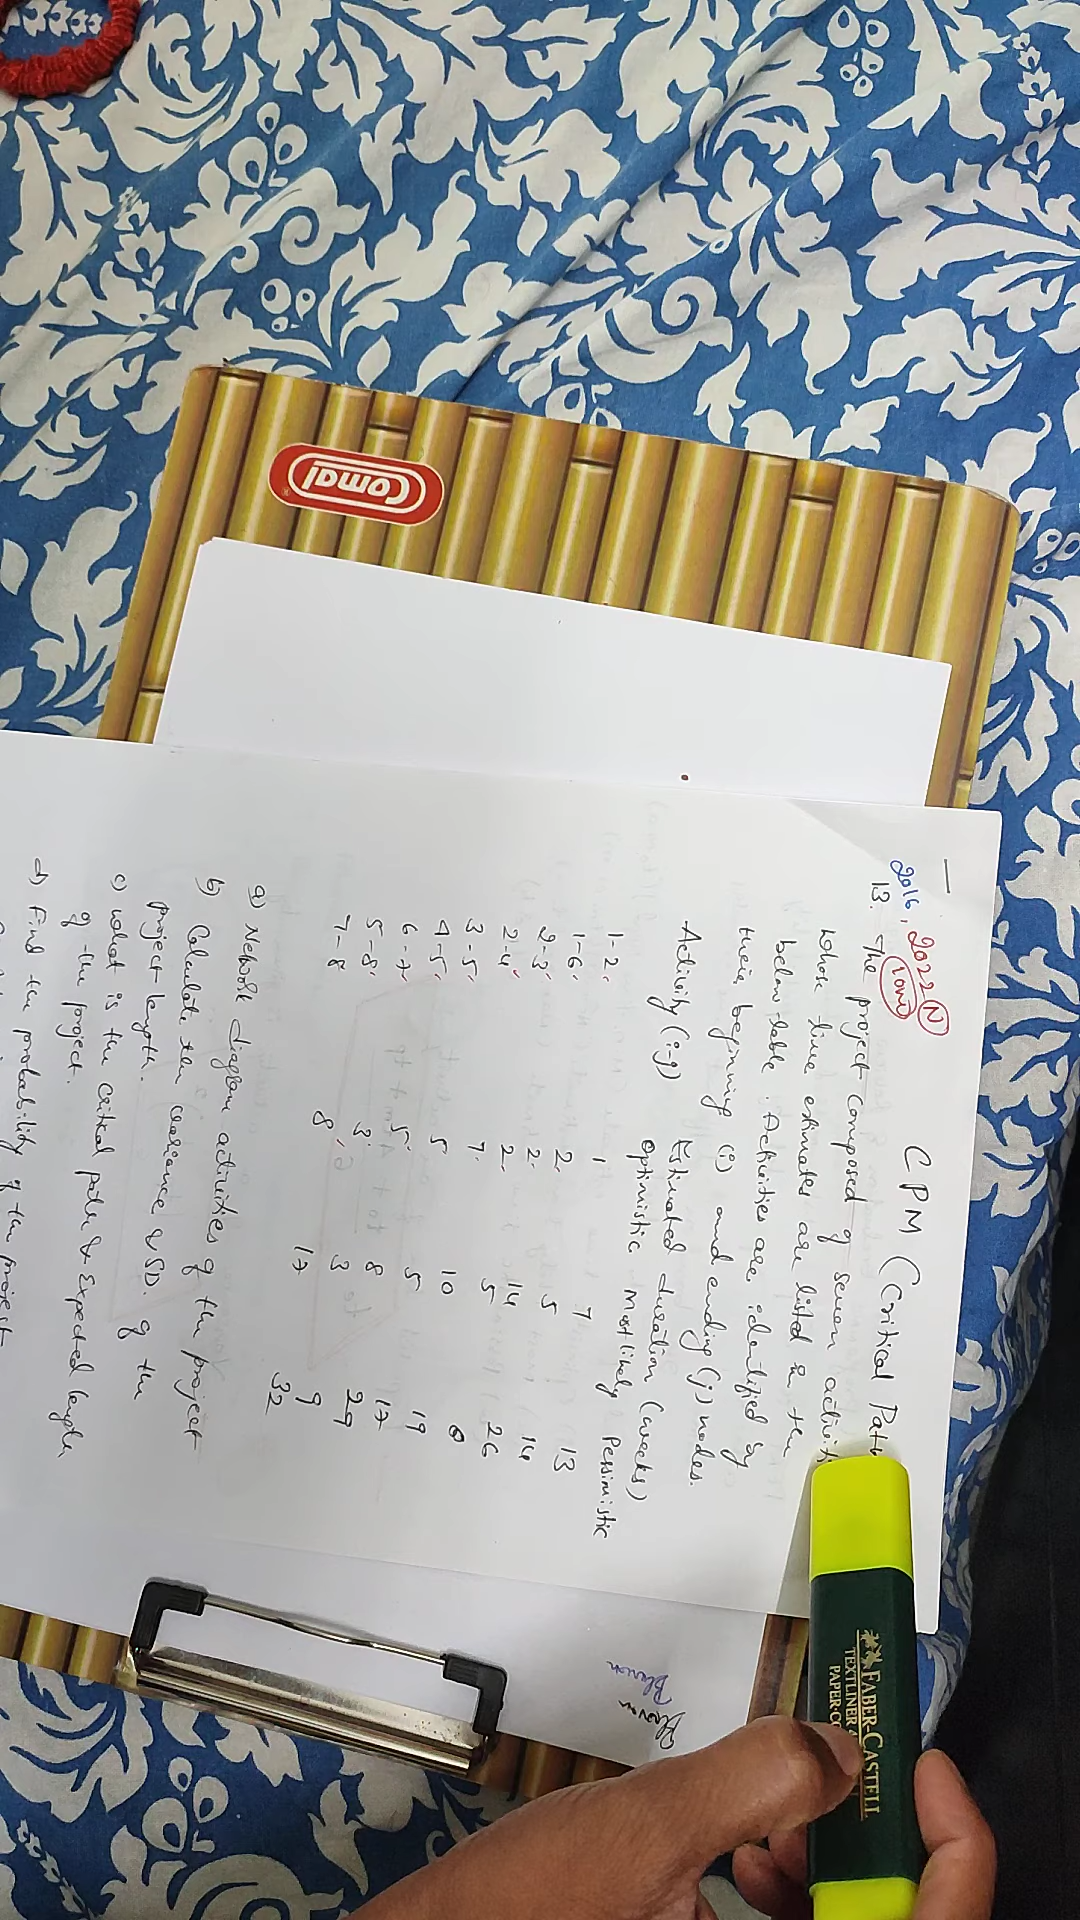 2016, 2022 (N)
10M
CPM (Critical Path
13. The project composed of seven activit
whose time estimates are listed in the
below table. Activities are identified by
their beginning (i) and ending (j) nodes.
Activity (i-j) Estimated duration (weeks)
optimistic most likely Pessimistic
1-2 1 7 13
1-6 2 5 14
2-3 2 14 26
2-4 2 5 8
3-5 7 10 19
4-5 5 5 17
6-7 5 8 29
5-8 3 3 9
7-8 8 17 32
a) Network diagram activities of the project
b) Calculate the variance & SD. of the
project length.
c) what is the critical path & Expected length
of the project.
d) Find the probability of the project
Camel
FABER-CASTELL
TEXTLINER
PAPER